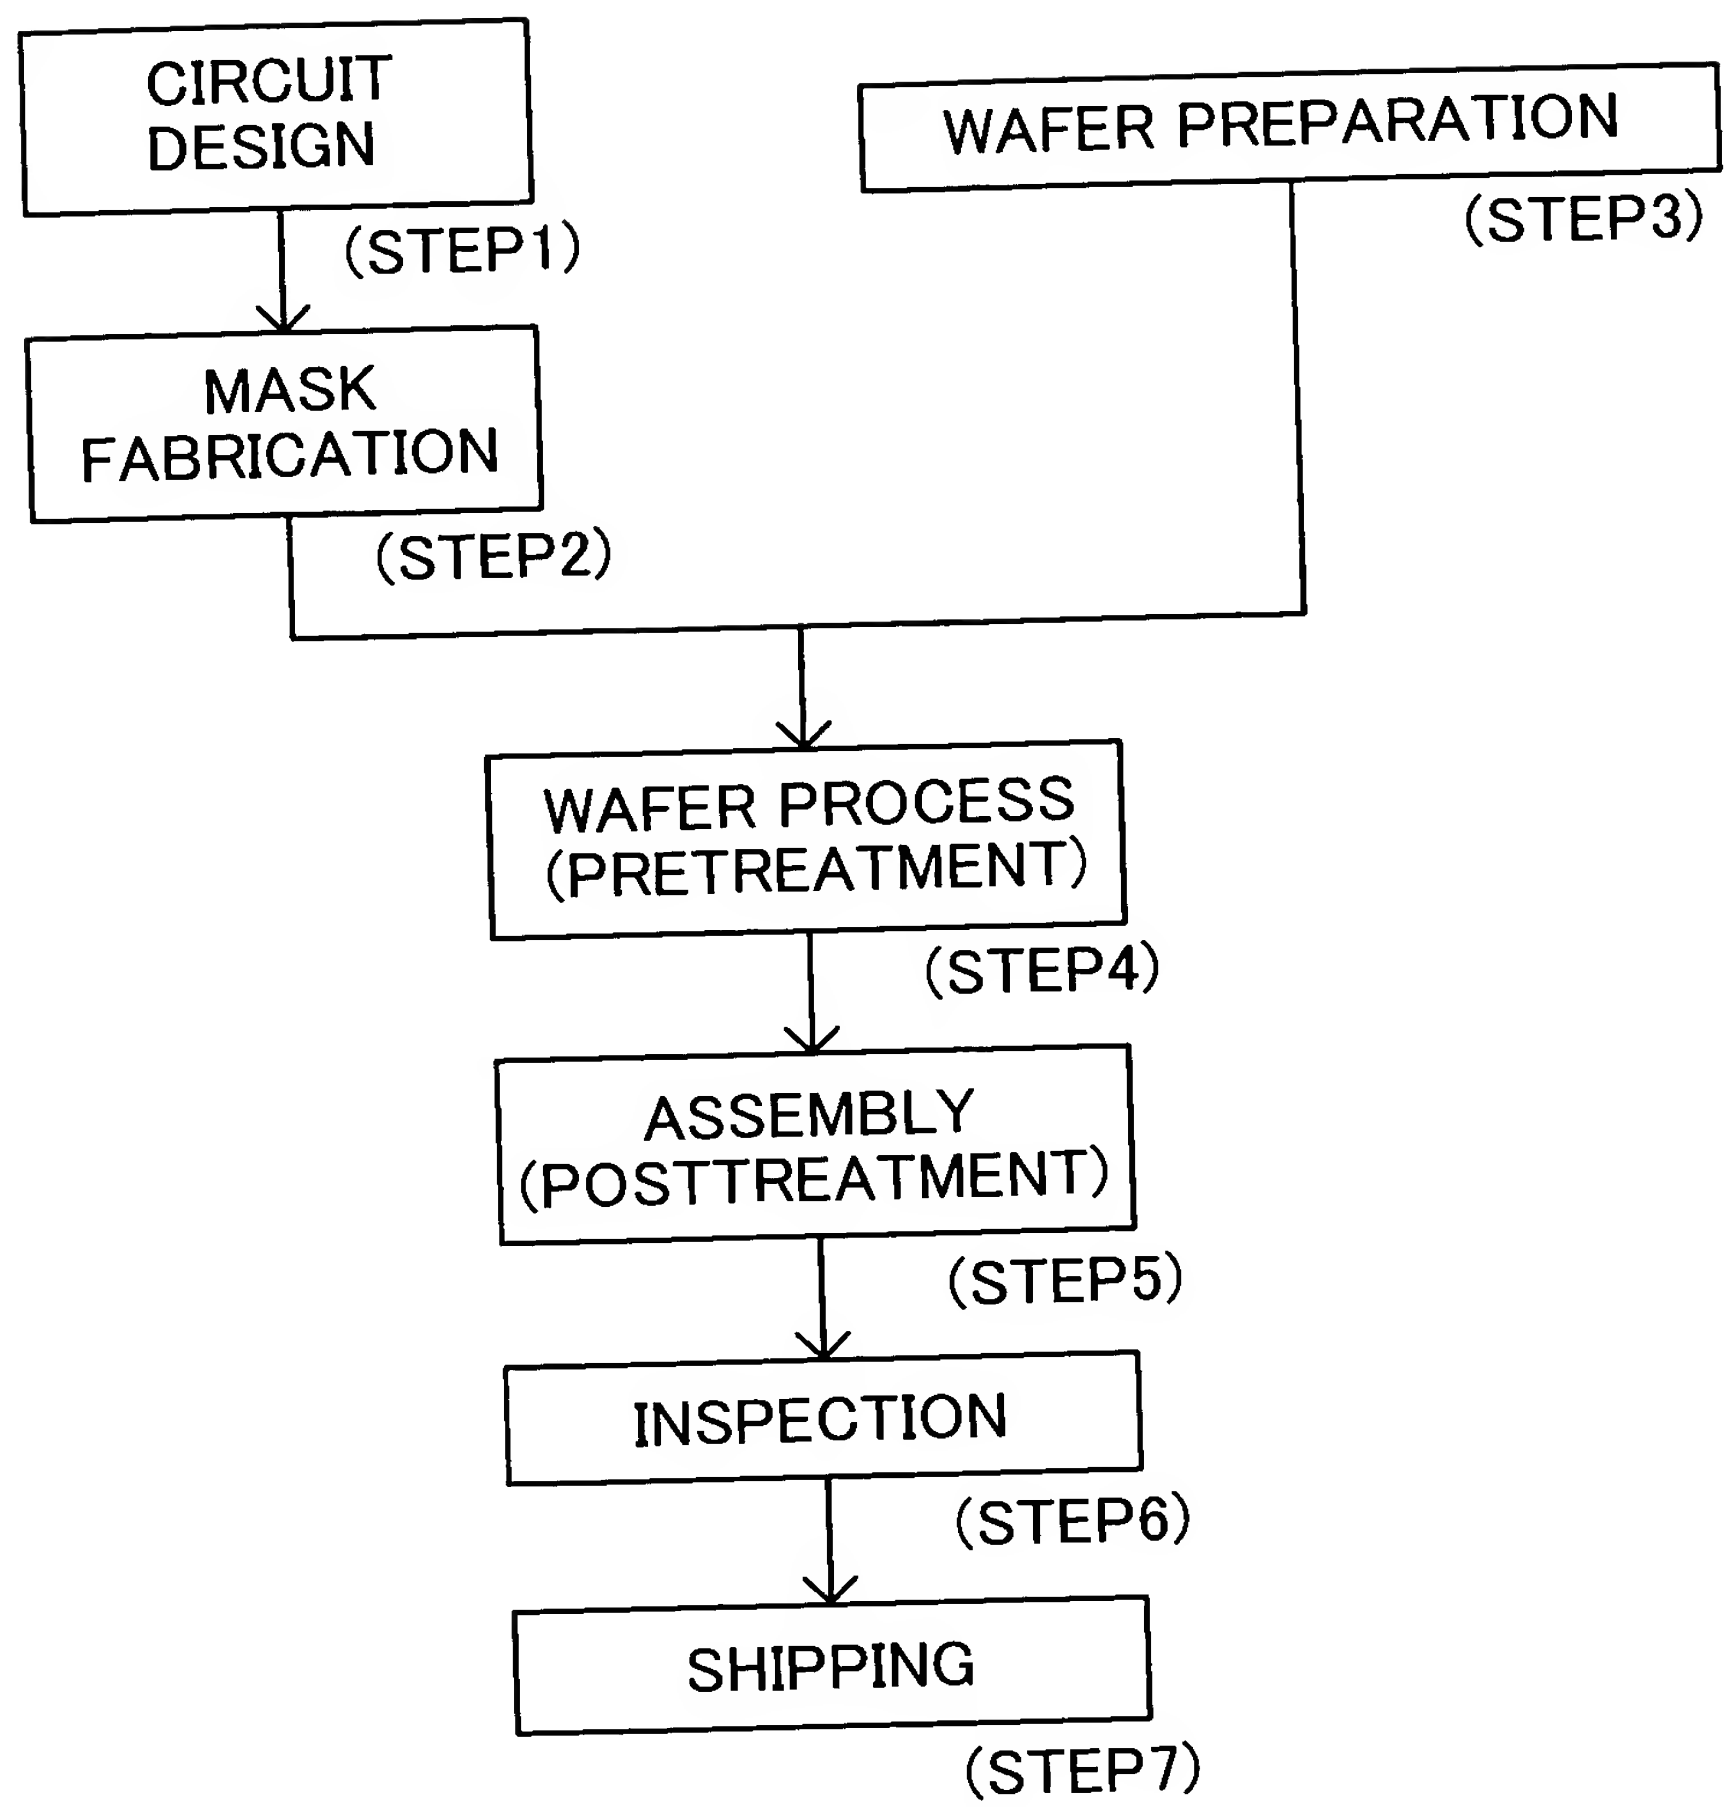 CIRCUIT
DESIGN
(STEP1)
WAFER PREPARATION
(STEP3)
MASK
FABRICATION
(STEP2)
WAFER PROCESS
(PRETREATMENT)
(STEP4)
ASSEMBLY
(POSTTREATMENT)
(STEP5)
INSPECTION
(STEP6)
SHIPPING
(STEP7)